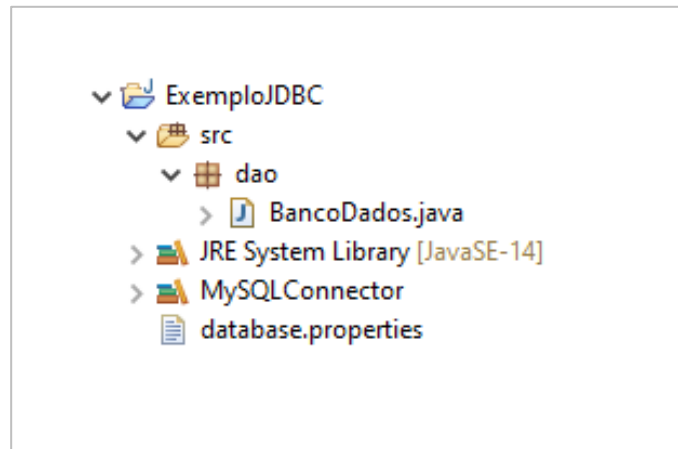 ExemploJDBC
src
dao
BancoDados.java
JRE System Library [JavaSE-14]
MySQLConnector
database.properties